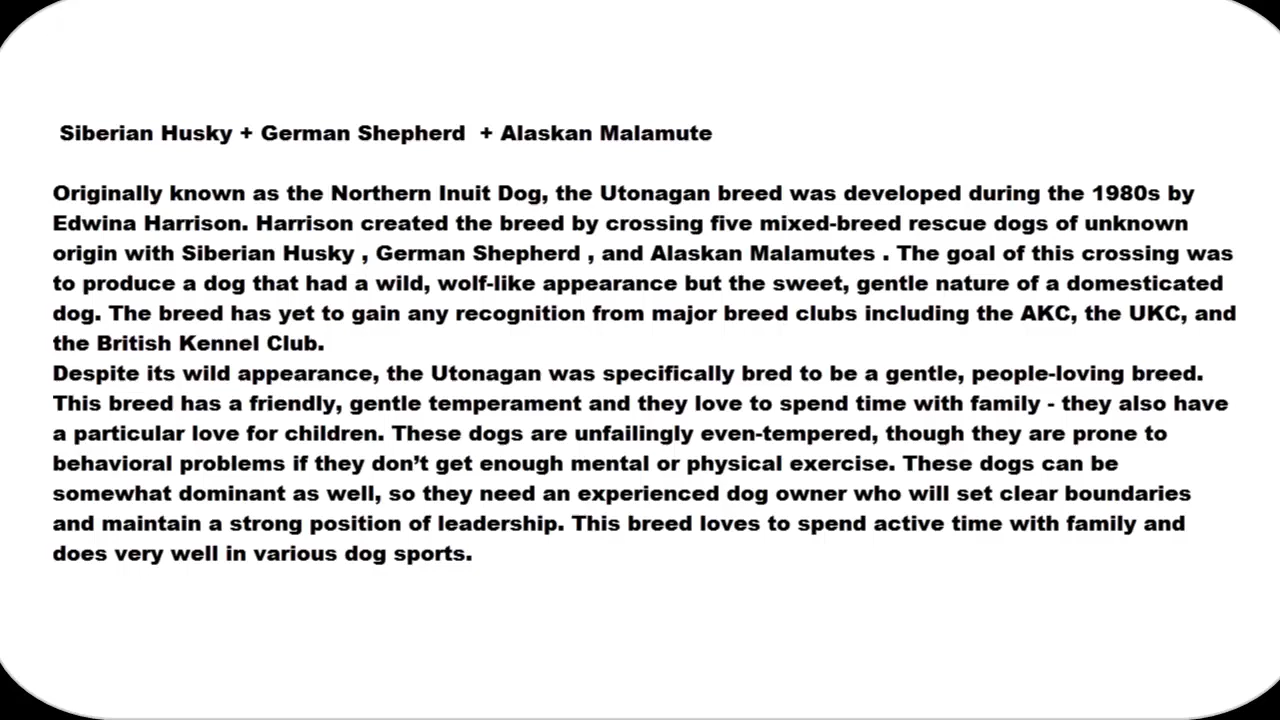 Siberian Husky + German Shepherd  + Alaskan Malamute
Originally known as the Northern Inuit Dog, the Utonagan breed was developed during the 1980s by
Edwina Harrison. Harrison created the breed by crossing five mixed-breed rescue dogs of unknown
origin with Siberian Husky , German Shepherd , and Alaskan Malamutes . The goal of this crossing was
to produce a dog that had a wild, wolf-like appearance but the sweet, gentle nature of a domesticated
dog. The breed has yet to gain any recognition from major breed clubs including the AKC, the UKC, and
the British Kennel Club.
Despite its wild appearance, the Utonagan was specifically bred to be a gentle, people-loving breed.
This breed has a friendly, gentle temperament and they love to spend time with family - they also have
a particular love for children. These dogs are unfailingly even-tempered, though they are prone to
behavioral problems if they don’t get enough mental or physical exercise. These dogs can be
somewhat dominant as well, so they need an experienced dog owner who will set clear boundaries
and maintain a strong position of leadership. This breed loves to spend active time with family and
does very well in various dog sports.